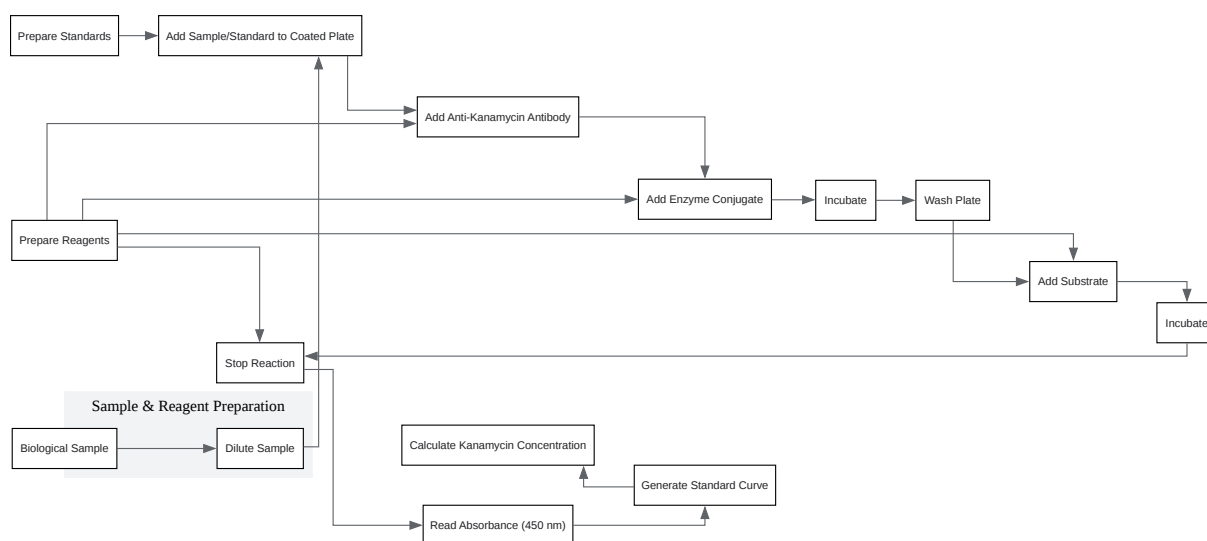 Prepare Standards
Add Sample/Standard to Coated Plate
Add Anti-Kanamycin Antibody
Add Enzyme Conjugate
Incubate
Wash Plate
Prepare Reagents
Add Substrate
Incubate
Stop Reaction
Sample & Reagent Preparation
Biological Sample
Dilute Sample
Calculate Kanamycin Concentration
Generate Standard Curve
Read Absorbance (450 nm)